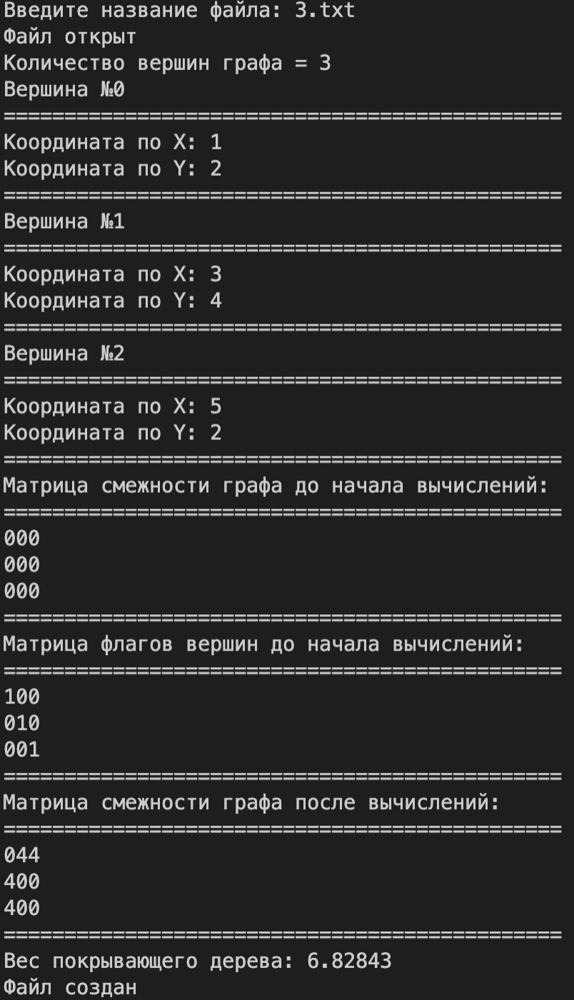 Введите название файла: 3.txt
Файл открыт
Количество вершин графа = 3
Вершина №0
==============================================
Координата по X: 1
Координата по Y: 2
==============================================
Вершина №1
==============================================
Координата по X: 3
Координата по Y: 4
==============================================
Вершина №2
==============================================
Координата по X: 5
Координата по Y: 2
==============================================
Матрица смежности графа до начала вычислений:
==============================================
000
000
000
==============================================
Матрица флагов вершин до начала вычислений:
==============================================
100
010
001
==============================================
Матрица смежности графа после вычислений:
==============================================
044
400
400
==============================================
Вес покрывающего дерева: 6.82843
Файл создан